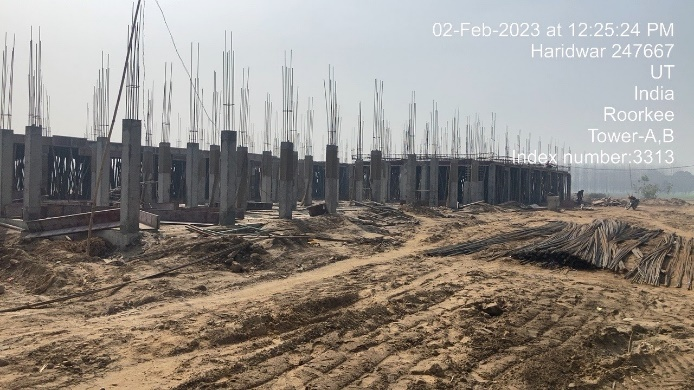 02-Feb-2023 at 12:25:24 PM
Haridwar 247667
UT
India
Roorkee
Tower-A,B
Index number:3313